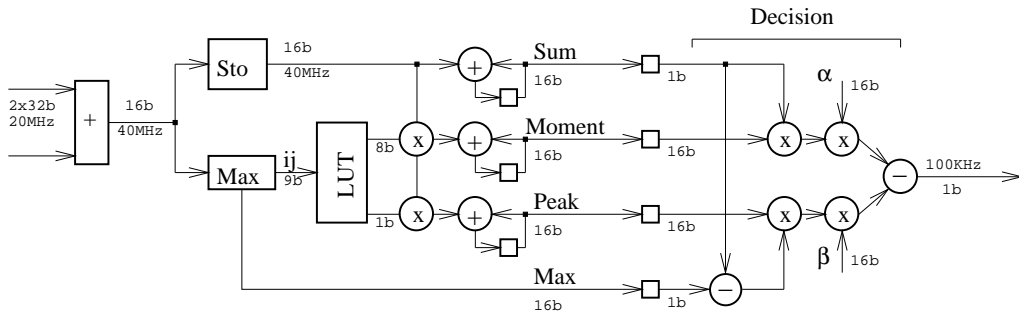 Decision
16b
Sum
Sto
40MHz
16b
1b
α
16b
2x32b
16b
20MHz
+
40MHz
+
Moment
ij
8b
x
+
16b
16b
x
x
Max
9b
LUT
100KHz
−
1b
Peak
1b
x
+
16b
16b
x
x
β
16b
Max
16b
1b
−